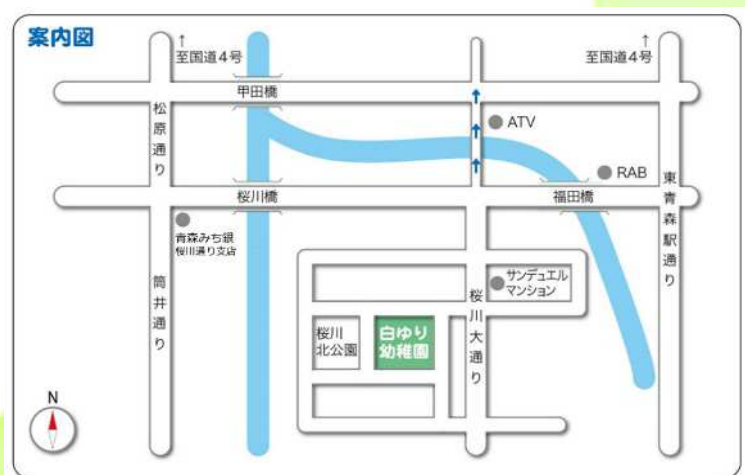 案内図
↑
至国道4号
↑
至国道4号
甲田橋
松原通り
ATV
RAB
桜川橋
福田橋
東青森駅通り
青森みち銀
桜川通り支店
サンデュエル
マンション
筒井通り
桜川大通り
桜川
北公園
白ゆり
幼稚園
N